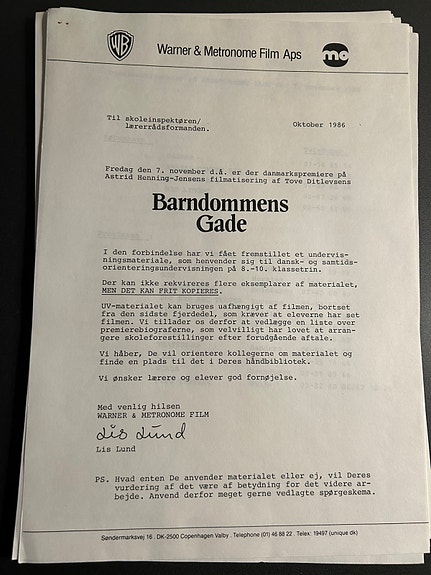 WB
Warner & Metronome Film Aps
mo
Til skoleinspektøren/
lærerrådsformanden.
Oktober 1986
Fredag den 7. november d.å. er der danmarkspremiere på
Astrid Henning-Jensens filmatisering af Tove Ditlevsens
Barndommens
Gade
I den forbindelse har vi fået fremstillet et undervis-
ningsmateriale, som henvender sig til dansk- og samtids-
orienteringsundervisningen på 8.-10. klassetrin.
Der kan ikke rekvireres flere eksemplarer af materialet,
MEN DET KAN FRIT KOPIERES.
UV-materialet kan bruges uafhængigt af filmen, bortset
fra den sidste fjerdedel, som kræver at eleverne har set
filmen. Vi tillader os derfor at vedlægge en liste over
premierebiograferne, som velvilligt har lovet at arran-
gere skoleforestillinger efter forudgående aftale.
Vi håber, De vil orientere kollegerne om materialet og
finde en plads til det i Deres håndbibliotek.
Vi ønsker lærere og elever god fornøjelse.
Med venlig hilsen
WARNER & METRONOME FILM
Lis Lund
Lis Lund
PS. Hvad enten De anvender materialet eller ej, vil Deres
vurdering af det være af betydning for det videre ar-
bejde. Anvend derfor meget gerne vedlagte spørgeskema.
Søndermarksvej 16 . DK-2500 Copenhagen Valby . Telephone (01) 46 88 22 . Telex: 19497 (unique dk)